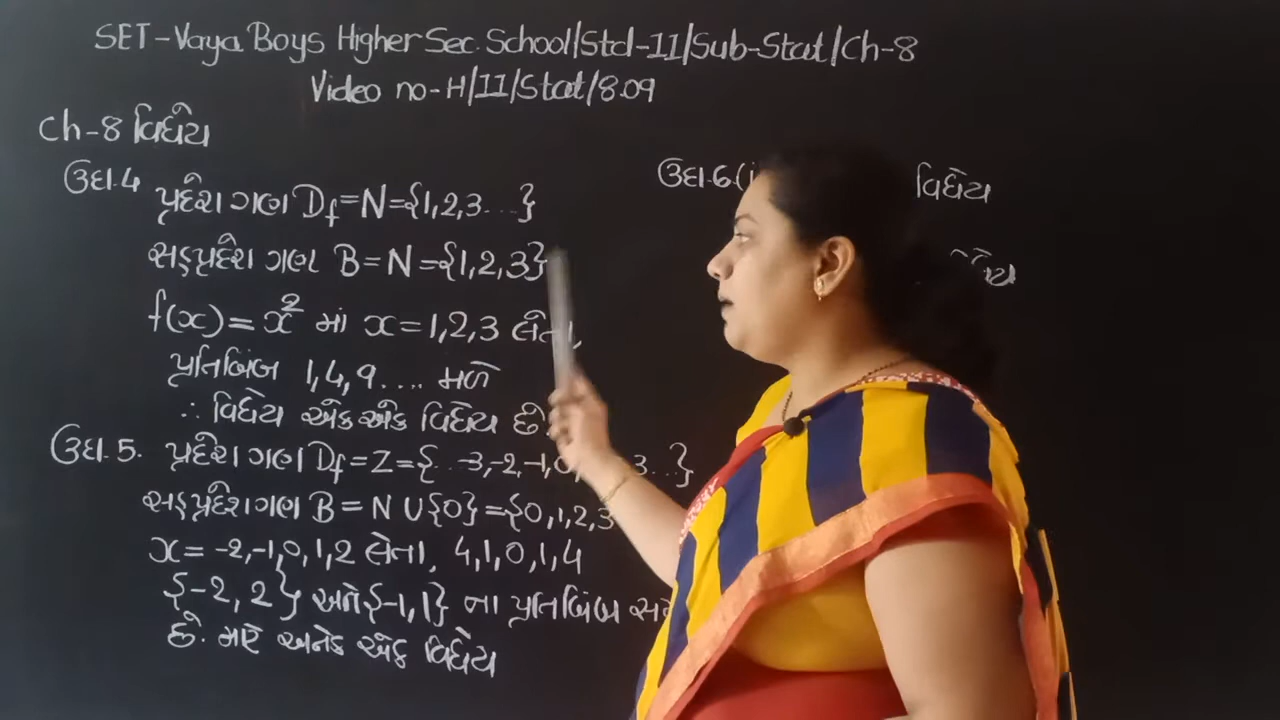 SET-Vaya Boys Higher Sec. School/Std-11/Sub-Stat/Ch-8
Video no-H/11/Stat/8.09
Ch-8 વિધેય
ઉદા.4
પ્રદેશ ગણ Df=N={1,2,3...}
સહપ્રદેશ ગણ B=N={1,2,3}
f(x)=x² માં x=1,2,3 લેતા,
પ્રતિબિંબ 1,4,9.... મળે
∴ વિધેય એક એક વિધેય છે.
ઉદા.5. પ્રદેશ ગણ Df=Z={...-3,-2,-1,0, 3...}
સહપ્રદેશ ગણ B=N∪{0}={0,1,2,3
x=-2,-1,0,1,2 લેતા, 4,1,0,1,4
{-2,2} અને {-1,1} ના પ્રતિબિંબ
છે. માટે અનેક એક વિધેય
ઉદા.6.(i વિધેય